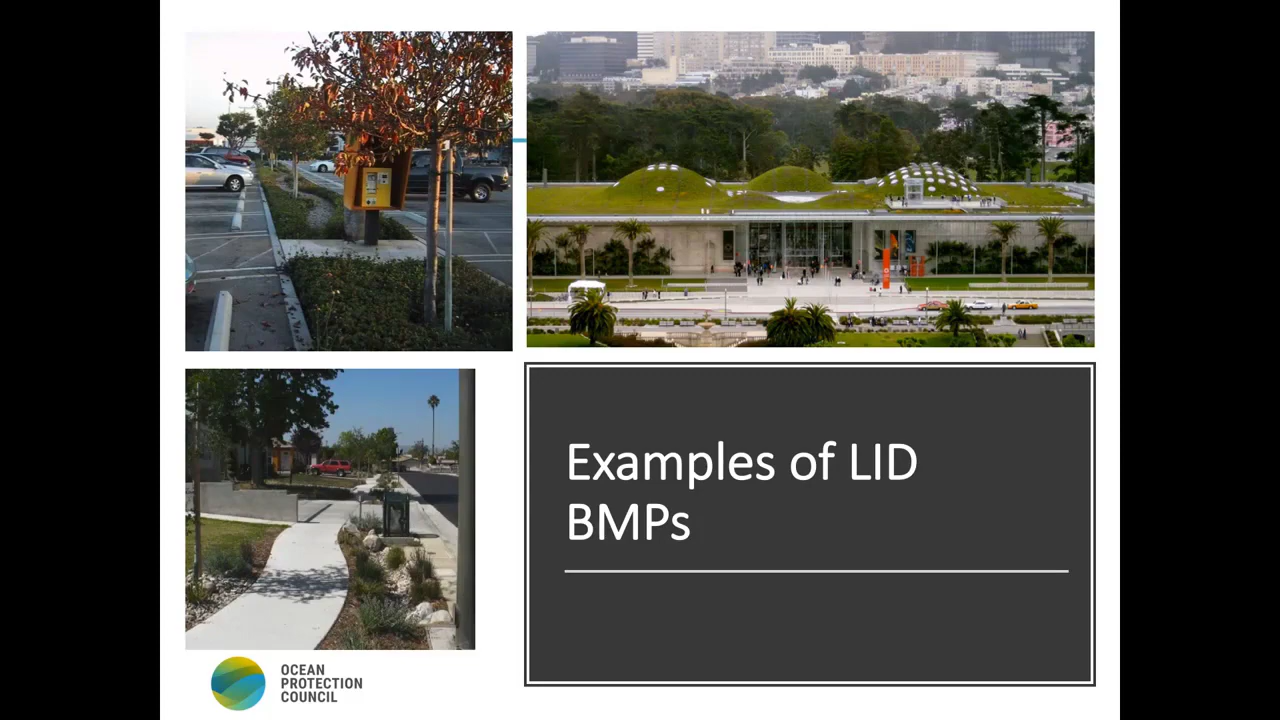 Examples of LID
BMPs
OCEAN
PROTECTION
COUNCIL